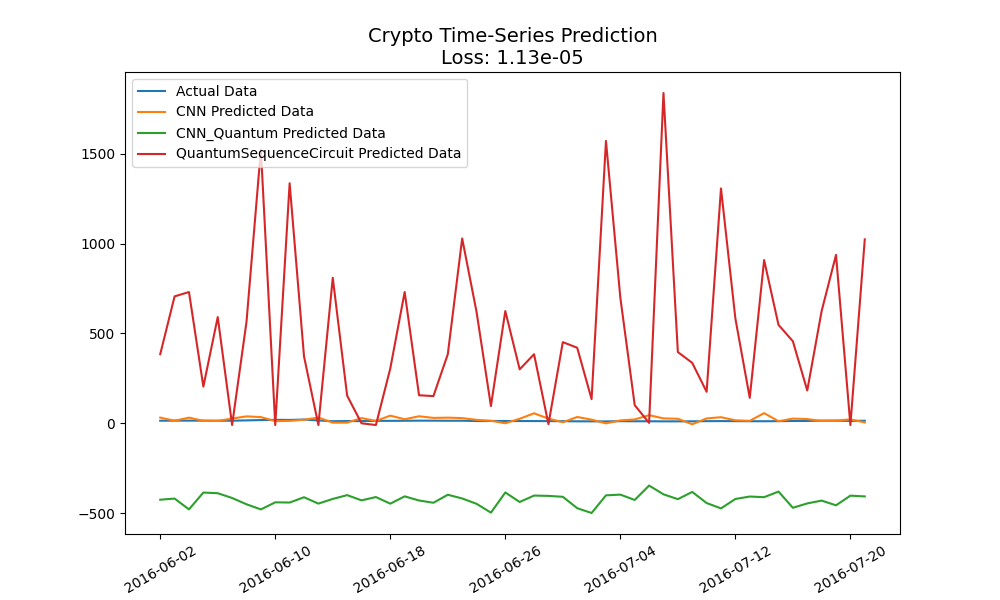 Crypto Time-Series Prediction
Loss: 1.13e-05
Actual Data
CNN Predicted Data
CNN_Quantum Predicted Data
QuantumSequenceCircuit Predicted Data
1500
1000
500
0
−500
2016-06-02
2016-06-10
2016-06-18
2016-06-26
2016-07-04
2016-07-12
2016-07-20